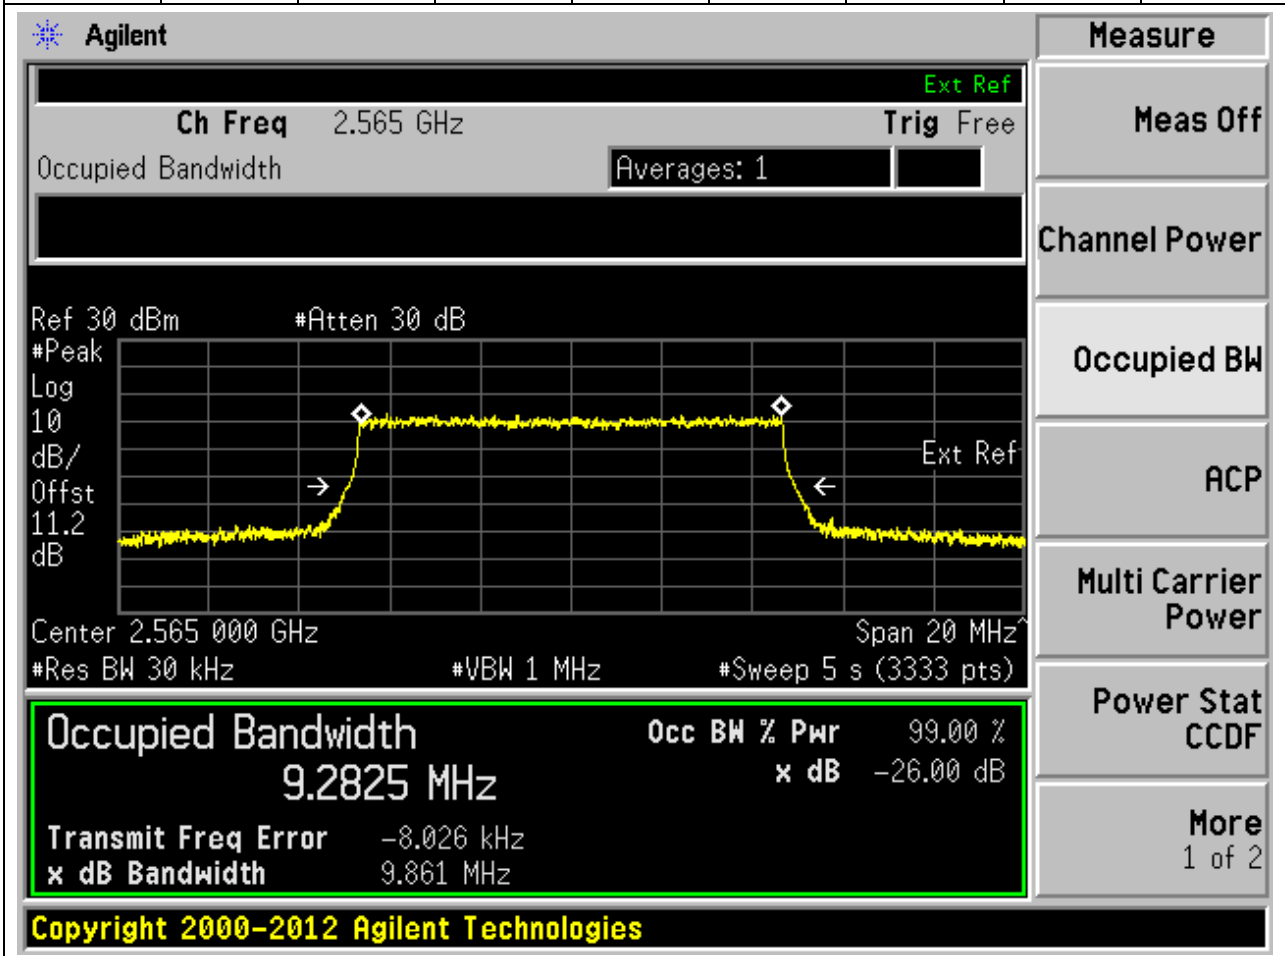 Agilent
Measure
Ext Ref
Ch Freq 2.565 GHz Trig Free
Meas Off
Occupied Bandwidth Averages: 1
Channel Power
Ref 30 dBm #Atten 30 dB
#Peak
Log
10
dB/
Offst
11.2
dB
Ext Ref
Occupied BW
ACP
Center 2.565 000 GHz Span 20 MHz^
#Res BW 30 kHz #VBW 1 MHz #Sweep 5 s (3333 pts)
Multi Carrier
Power
Occupied Bandwidth Occ BW % Pwr 99.00 %
9.2825 MHz x dB -26.00 dB
Transmit Freq Error -8.026 kHz
x dB Bandwidth 9.861 MHz
Power Stat
CCDF
More
1 of 2
Copyright 2000-2012 Agilent Technologies